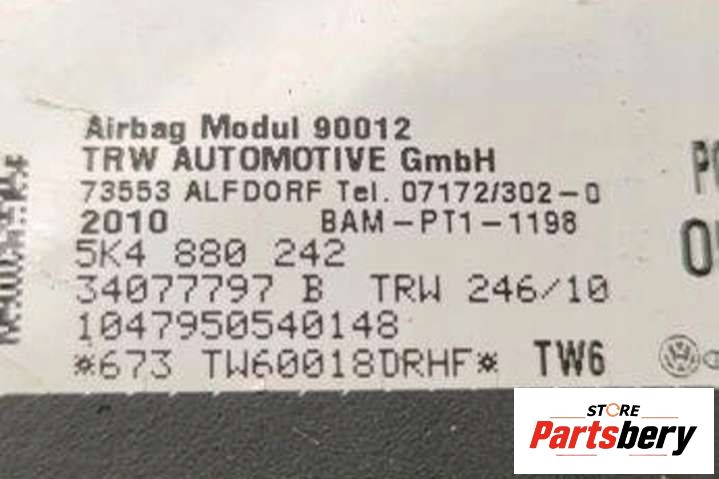 Airbag Modul 90012
TRW AUTOMOTIVE GmbH
73553 ALFDORF Tel. 07172/302-0
2010 BAM-PT1-1198
5K4 880 242
34077797 B TRW 246/10
1047950540148
*673 TW60018DRHF* TW6
STORE
Partsbery